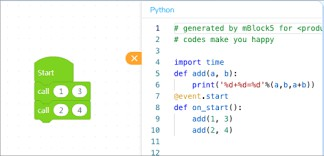 Python
Start
call 1 3
call 2 4
1 # generated by mBlock5 for <produ
2 # codes make you happy
3
4 import time
5 def add(a, b):
6 print('%d+%d=%d'%(a,b,a+b))
7 @event.start
8 def on_start():
9 add(1, 3)
10 add(2, 4)
11
12